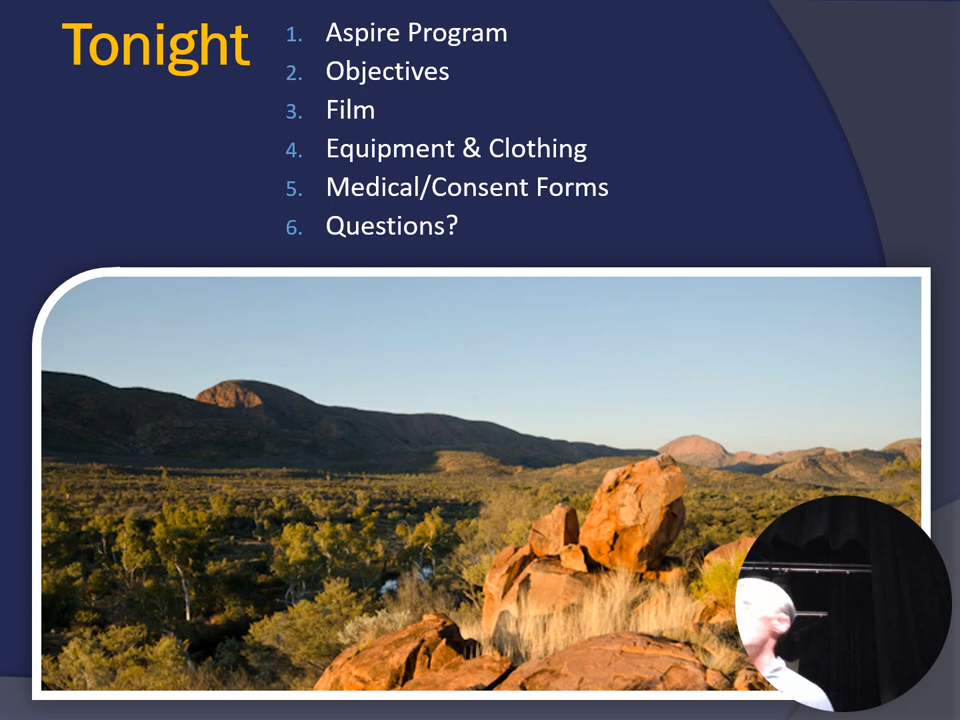 Tonight
1. Aspire Program
2. Objectives
3. Film
4. Equipment & Clothing
5. Medical/Consent Forms
6. Questions?